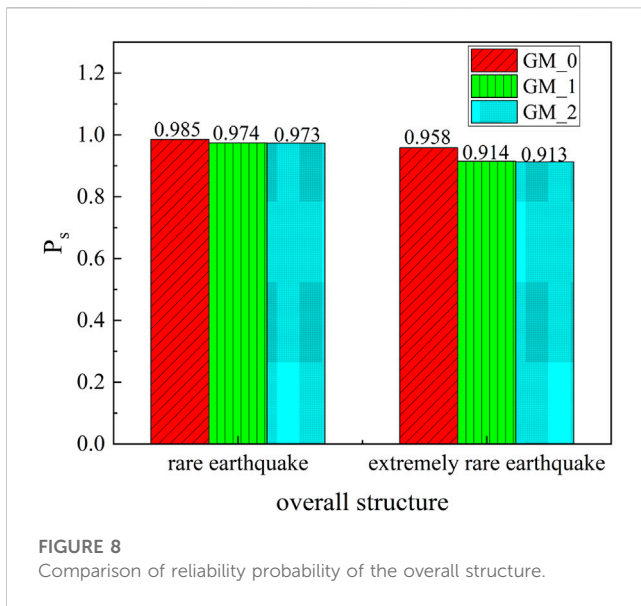 GM_0
GM_1
GM_2
1.2
1.0
0.8
0.6
0.4
0.2
0.0
P_s
0.985
0.974
0.973
0.958
0.914
0.913
rare earthquake
extremely rare earthquake
overall structure
FIGURE 8
Comparison of reliability probability of the overall structure.